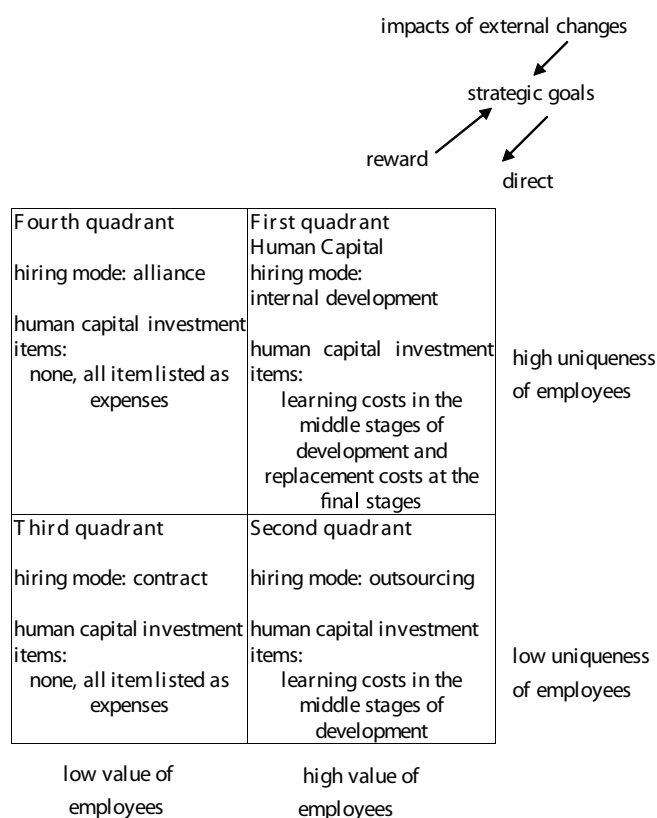 impacts of external changes
strategic goals
reward
direct
Fourth quadrant
hiring mode: alliance
human capital investment
items:
none, all item listed as
expenses
First quadrant
Human Capital
hiring mode:
internal development
human capital investment
items:
learning costs in the
middle stages of
development and
replacement costs at the
final stages
high uniqueness
of employees
Third quadrant
hiring mode: contract
human capital investment
items:
none, all item listed as
expenses
Second quadrant
hiring mode: outsourcing
human capital investment
items:
learning costs in the
middle stages of
development
low uniqueness
of employees
low value of
employees
high value of
employees